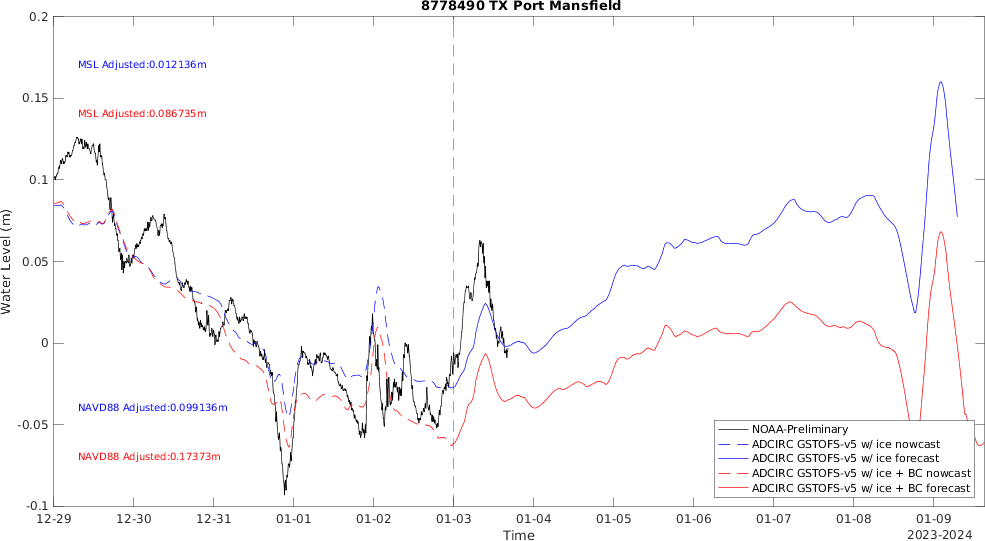 8778490 TX Port Mansfield
0.2
0.15
0.1
0.05
0
-0.05
-0.1
Water Level (m)
MSL Adjusted:0.012136m
MSL Adjusted:0.086735m
NAVD88 Adjusted:0.099136m
NAVD88 Adjusted:0.17373m
NOAA-Preliminary
ADCIRC GSTOFS-v5 w/ ice nowcast
ADCIRC GSTOFS-v5 w/ ice forecast
ADCIRC GSTOFS-v5 w/ ice + BC nowcast
ADCIRC GSTOFS-v5 w/ ice + BC forecast
12-29 12-30 12-31 01-01 01-02 01-03 01-04 01-05 01-06 01-07 01-08 01-09
Time
2023-2024